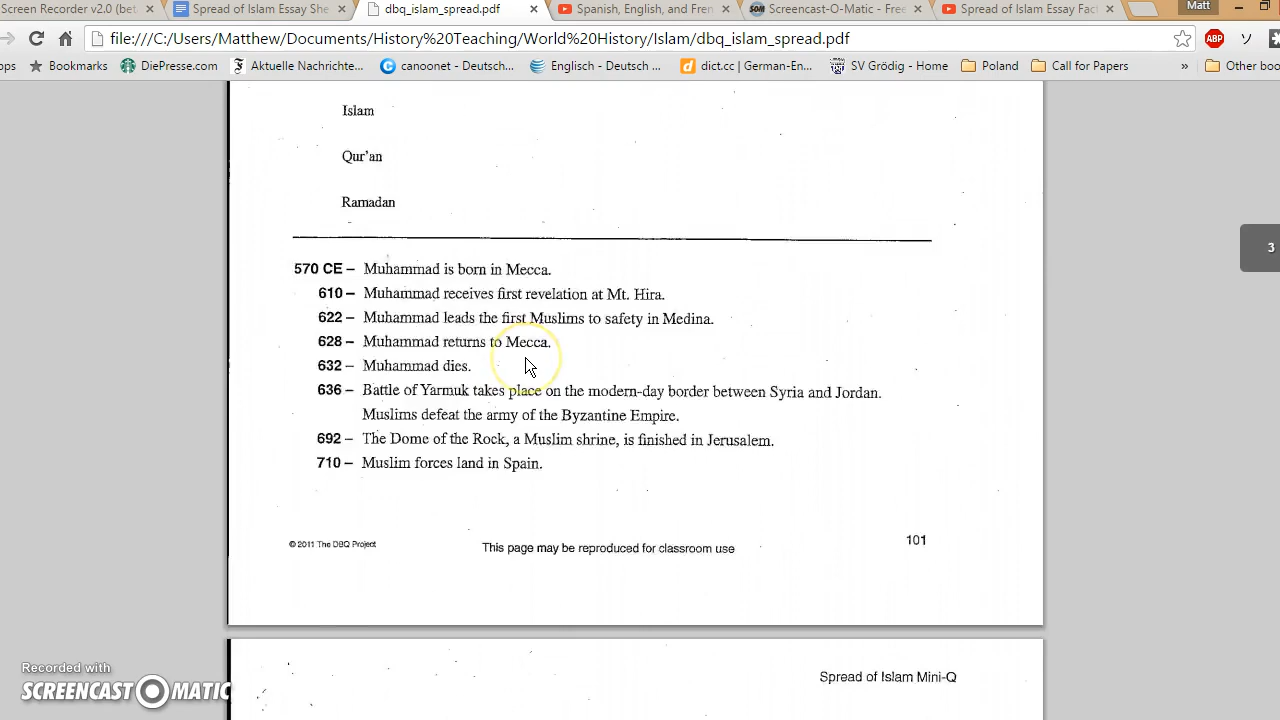 Screen Recorder v2.0 (bet
Spread of Islam Essay She
dbq_islam_spread.pdf
Spanish, English, and Fren
Screencast-O-Matic - Free
Spread of Islam Essay Fact
Matt
file:///C:/Users/Matthew/Documents/History%20Teaching/World%20History/Islam/dbq_islam_spread.pdf
ABP
ops
Bookmarks
DiePresse.com
Aktuelle Nachrichte...
canoonet - Deutsch...
Englisch - Deutsch ...
dict.cc | German-En...
SV Grödig - Home
Poland
Call for Papers
»
Other boo
Islam
Qur'an
Ramadan
3
570 CE – Muhammad is born in Mecca.
610 – Muhammad receives first revelation at Mt. Hira.
622 – Muhammad leads the first Muslims to safety in Medina.
628 – Muhammad returns to Mecca.
632 – Muhammad dies.
636 – Battle of Yarmuk takes place on the modern-day border between Syria and Jordan.
Muslims defeat the army of the Byzantine Empire.
692 – The Dome of the Rock, a Muslim shrine, is finished in Jerusalem.
710 – Muslim forces land in Spain.
© 2011 The DBQ Project
This page may be reproduced for classroom use
101
Spread of Islam Mini-Q
Recorded with
SCREENCAST MATIC